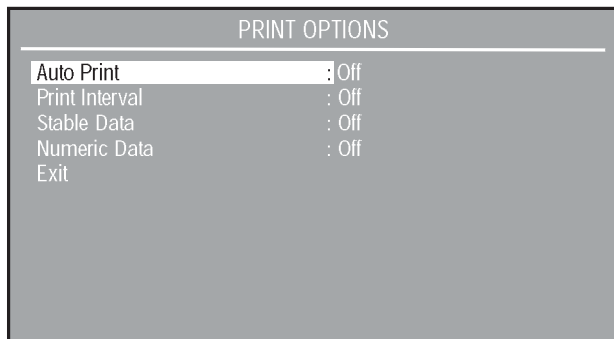 PRINT OPTIONS
Auto Print : Off
Print Interval : Off
Stable Data : Off
Numeric Data : Off
Exit